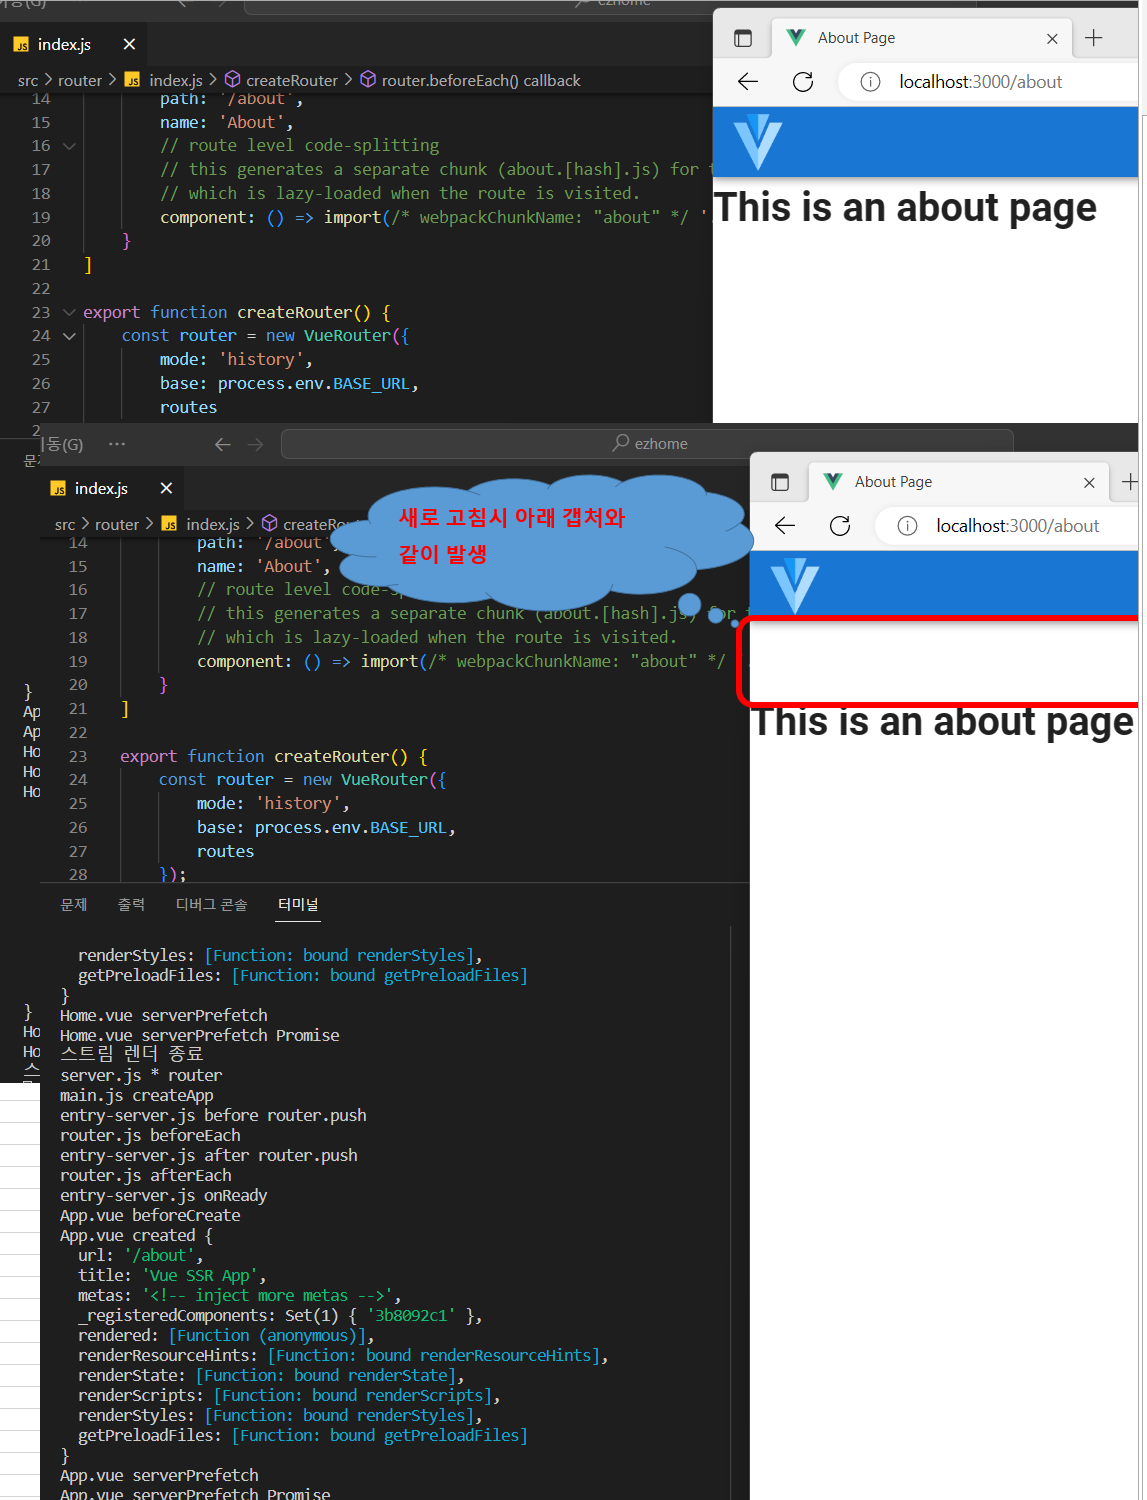 ezhome
index.js
src > router > index.js > createRouter > router.beforeEach() callback
14 path: '/about',
15 name: 'About',
16 // route level code-splitting
17 // this generates a separate chunk (about.[hash].js) for
18 // which is lazy-loaded when the route is visited.
19 component: () => import(/* webpackChunkName: "about" */ '
20 }
21 ]
22
23 export function createRouter() {
24 const router = new VueRouter({
25 mode: 'history',
26 base: process.env.BASE_URL,
27 routes
About Page
localhost:3000/about
This is an about page
}
Ap
Ap
Ho
Ho
Ho
}
Ho
Ho
스
동(G) ···
ezhome
index.js
src > router > index.js > createRo
새로 고침시 아래 캡처와
같이 발생
14 path: '/about'
15 name: 'About',
16 // route level code-s
17 // this generates a separate chunk (about.[hash].js) for
18 // which is lazy-loaded when the route is visited.
19 component: () => import(/* webpackChunkName: "about" */
20 }
21 ]
22
23 export function createRouter() {
24 const router = new VueRouter({
25 mode: 'history',
26 base: process.env.BASE_URL,
27 routes
28 });
About Page
localhost:3000/about
This is an about page
문제 출력 디버그 콘솔 터미널
renderStyles: [Function: bound renderStyles],
getPreloadFiles: [Function: bound getPreloadFiles]
}
Home.vue serverPrefetch
Home.vue serverPrefetch Promise
스트림 렌더 종료
server.js * router
main.js createApp
entry-server.js before router.push
router.js beforeEach
entry-server.js after router.push
router.js afterEach
entry-server.js onReady
App.vue beforeCreate
App.vue created {
url: '/about',
title: 'Vue SSR App',
metas: '<!-- inject more metas -->',
_registeredComponents: Set(1) { '3b8092c1' },
rendered: [Function (anonymous)],
renderResourceHints: [Function: bound renderResourceHints],
renderState: [Function: bound renderState],
renderScripts: [Function: bound renderScripts],
renderStyles: [Function: bound renderStyles],
getPreloadFiles: [Function: bound getPreloadFiles]
}
App.vue serverPrefetch
App.vue serverPrefetch Promise